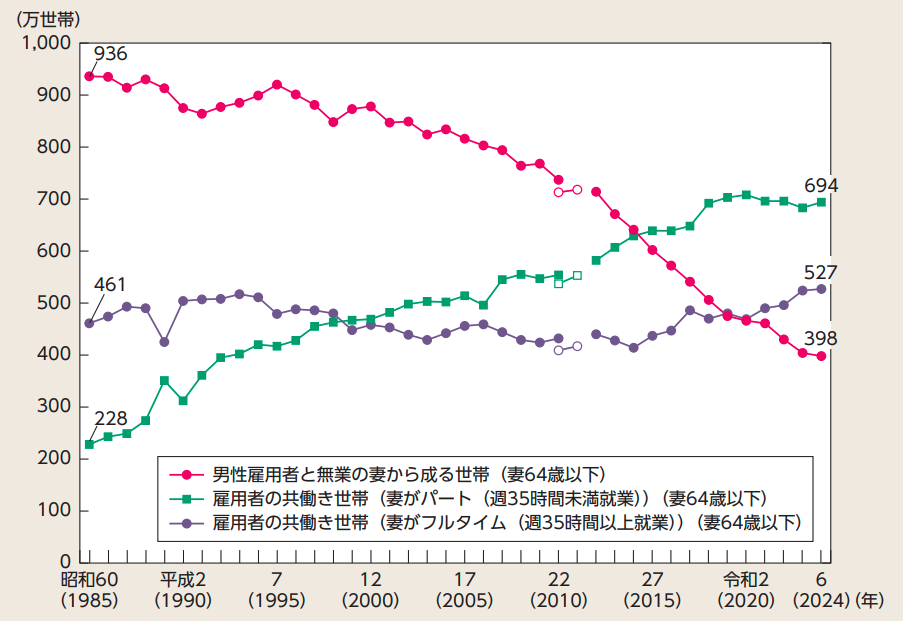 (万世帯)
1,000
936
900
800
700
694
600
527
500
461
400
398
300
228
200
100
0
男性雇用者と無業の妻から成る世帯(妻64歳以下)
雇用者の共働き世帯(妻がパート(週35時間未満就業))(妻64歳以下)
雇用者の共働き世帯(妻がフルタイム(週35時間以上就業))(妻64歳以下)
昭和60 平成2 7 12 17 22 27 令和2 6
(1985) (1990) (1995) (2000) (2005) (2010) (2015) (2020) (2024) (年)